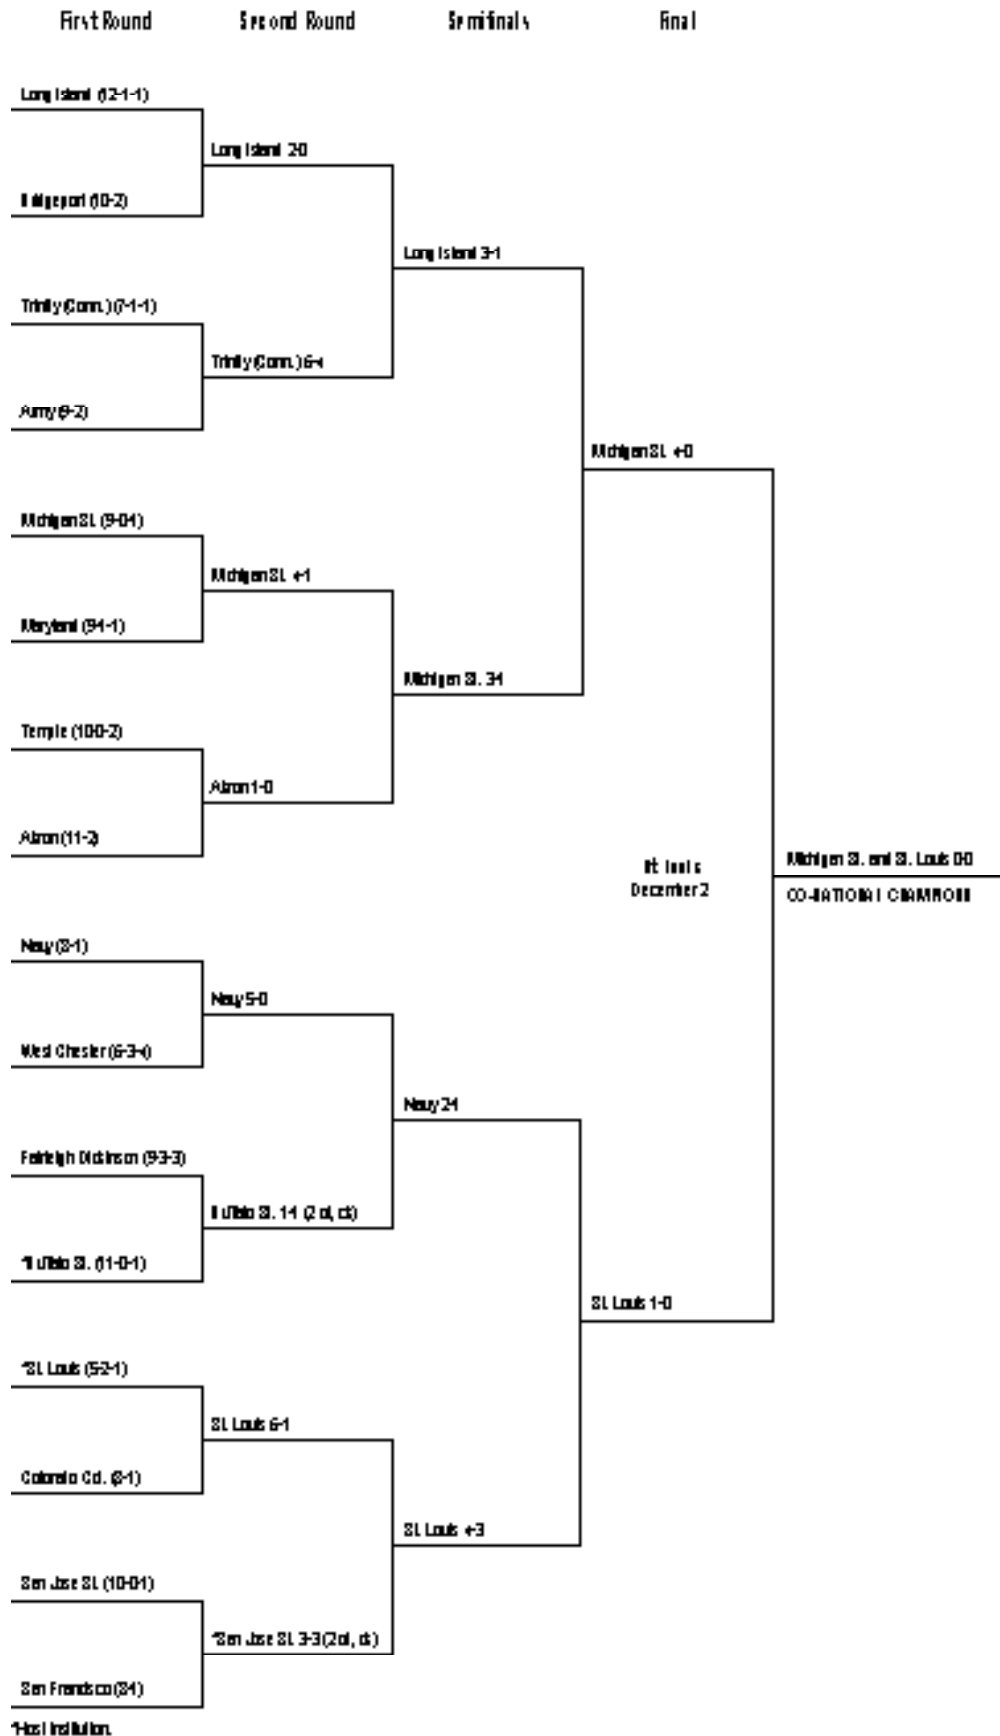 First Round Second Round Semifinals Final
Long Island (12-1-1)
Long Island 2-0
Bridgeport (10-2)
Long Island 3-1
Trinity (Conn.) (7-1-1)
Trinity (Conn.) 6-4
Army (9-2)
Michigan St. 4-0
Michigan St. (9-0-1)
Michigan St. 4-1
Maryland (9-1-1)
Michigan St. 3-1
Temple (10-0-2)
Akron 1-0
Akron (11-2)
Michigan St. and St. Louis 0-0
St. Louis
December 2
CO-NATIONAL CHAMPIONS
Navy (8-1)
Navy 5-0
West Chester (6-3-4)
Navy 2-1
Fairleigh Dickinson (9-3-3)
Buffalo St. 1-1 (2 ot, ck)
*Buffalo St. (11-0-1)
St. Louis 1-0
*St. Louis (5-2-1)
St. Louis 6-1
Colorado Col. (8-1)
St. Louis 4-3
San Jose St. (10-0-1)
*San Jose St. 3-3 (2 ot, ck)
San Francisco (8-1)
*Host institution.